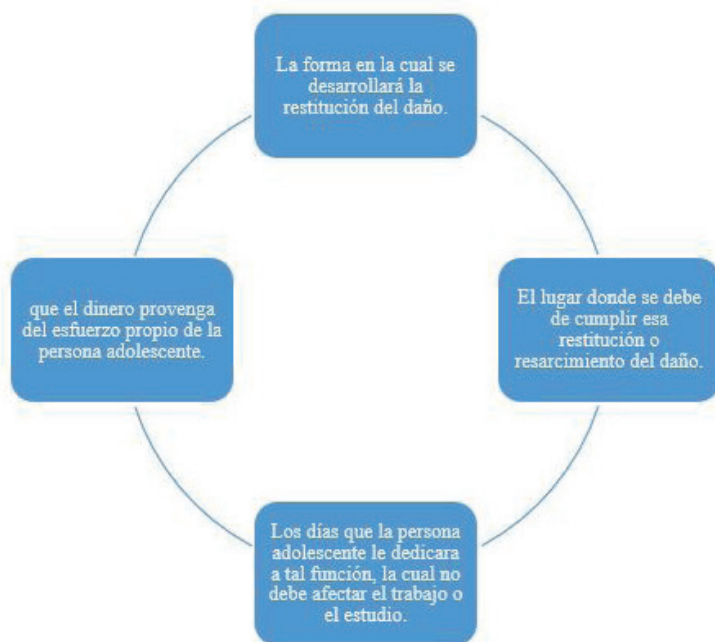 La forma en la cual se
desarrollará la
restitución del daño.
El lugar donde se debe
de cumplir esa
restitución o
resarcimiento del daño.
Los días que la persona
adolescente le dedicara
a tal función, la cual no
debe afectar el trabajo o
el estudio.
que el dinero provenga
del esfuerzo propio de la
persona adolescente.